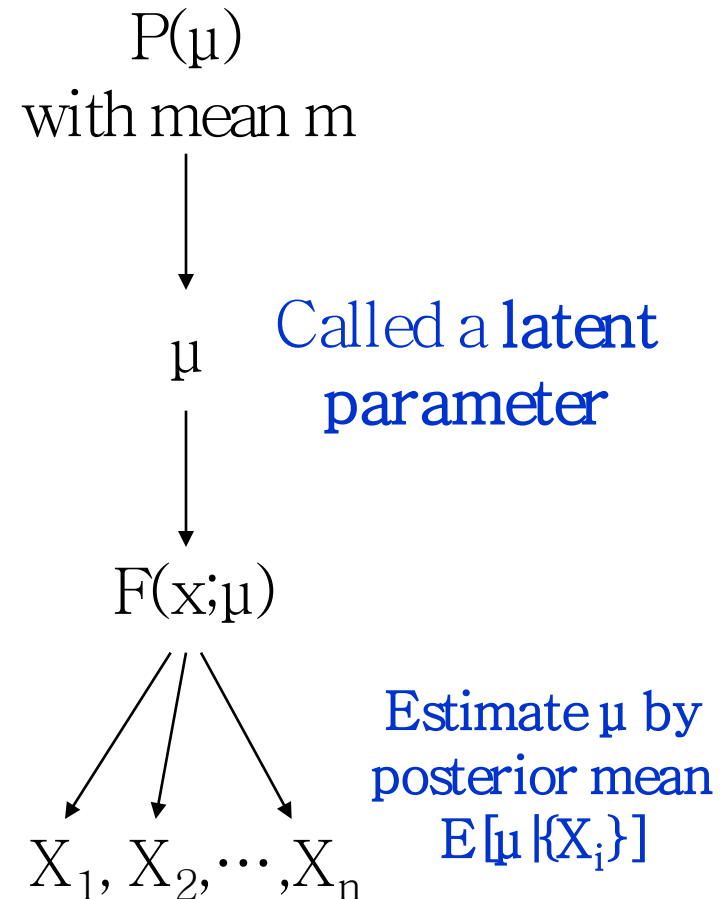 P(µ)
with mean m
µ
Called a latent
parameter
F(x;µ)
Estimate µ by
posterior mean
E[µ|{Xᵢ}]
X₁, X₂,⋯,Xₙ